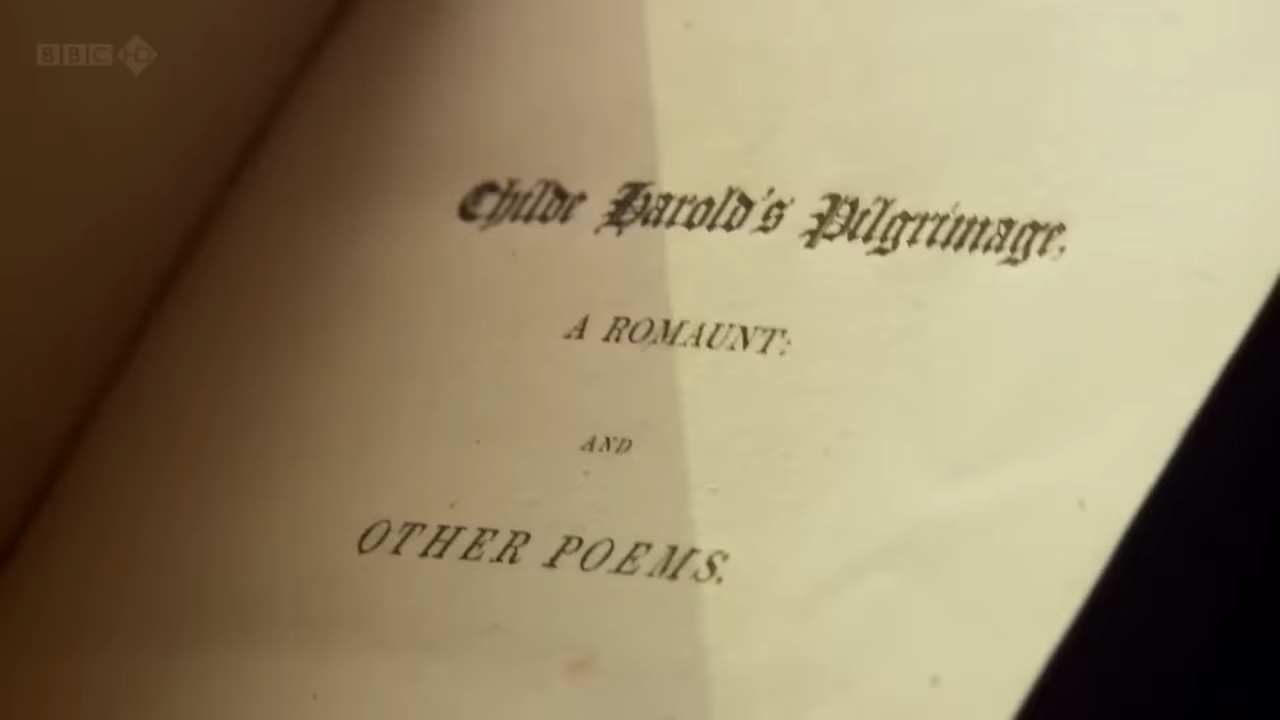 BBC HD
Childe Harold's Pilgrimage.
A ROMAUNT:
AND
OTHER POEMS.